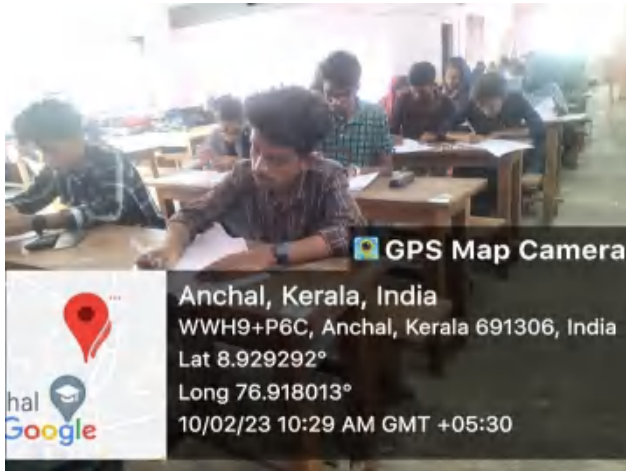 GPS Map Camera
Anchal, Kerala, India
WWH9+P6C, Anchal, Kerala 691306, India
Lat 8.929292°
Long 76.918013°
10/02/23 10:29 AM GMT +05:30
hal
Google